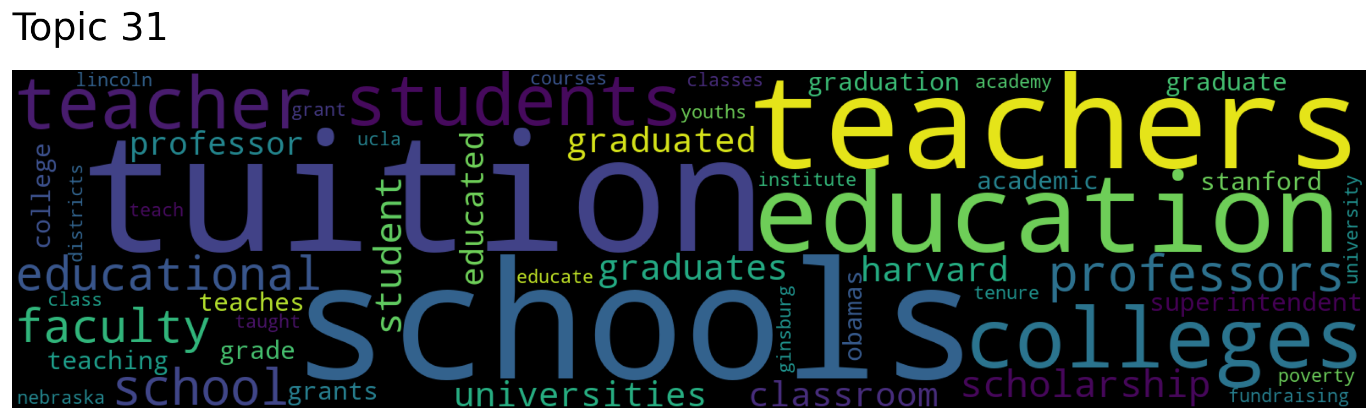 Topic 31
lincoln
courses
classes
graduation
academy
graduate
teacher
grant
students
youths
teachers
professor
ucla
graduated
college
districts
tuition
educated
student
teach
institute
academic
stanford
university
education
educational
educate
graduates
harvard
professors
class
teaches
taught
schools
ginsburg
obamas
tenure
superintendent
faculty
grade
colleges
teaching
school
grants
universities
classroom
scholarship
poverty
nebraska
fundraising